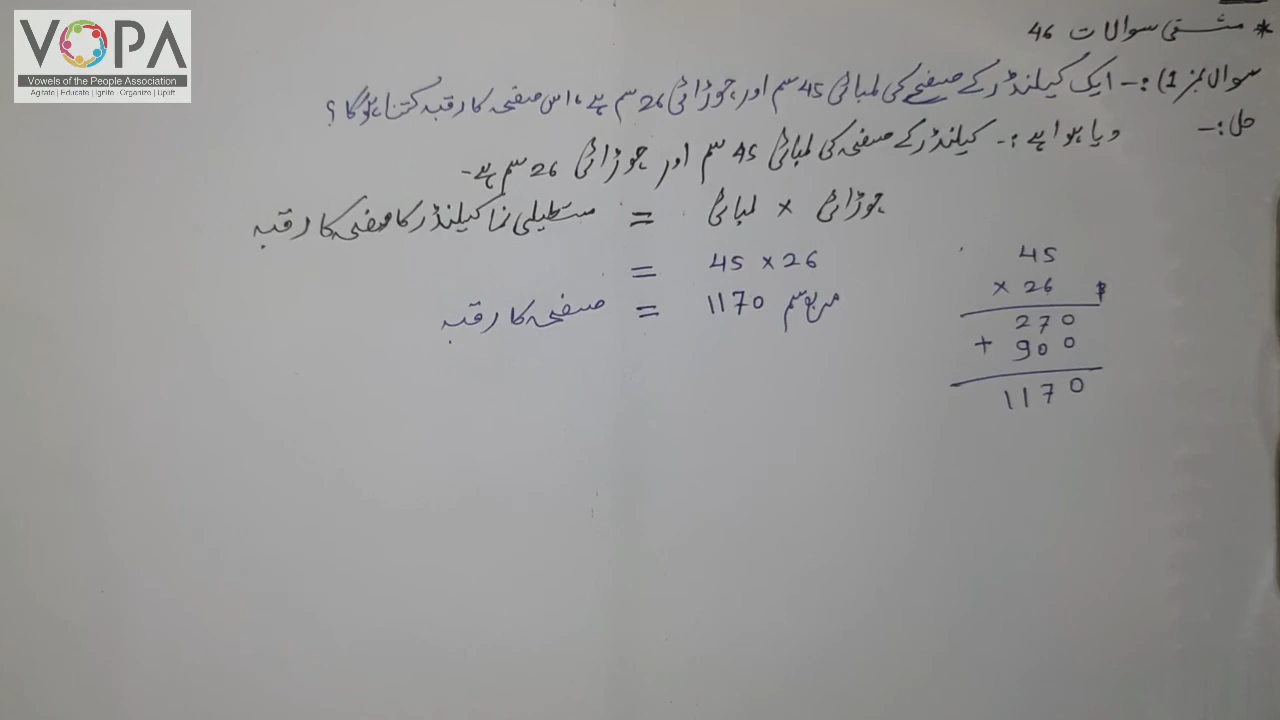 VOPA
Vowels of the People Association
Agitate | Educate | Ignite | Organize | Uplift
* مشقی سوالات 46
سوال نمبر 1) :- ایک کیلنڈر کے صفحے کی لمبائی 45 سم اور چوڑائی 26 سم ہے، اس صفحہ کا رقبہ کتنا ہوگا؟
حل :- دیا ہوا ہے :- کیلنڈر کے صفحہ کی لمبائی 45 سم اور چوڑائی 26 سم ہے-
مستطیلی نما کیلنڈر کا صفحہ کا رقبہ = لمبائی × چوڑائی
= 45 × 26
صفحہ کا رقبہ = 1170 مربع سم
45
× 26
270
+ 900
1170